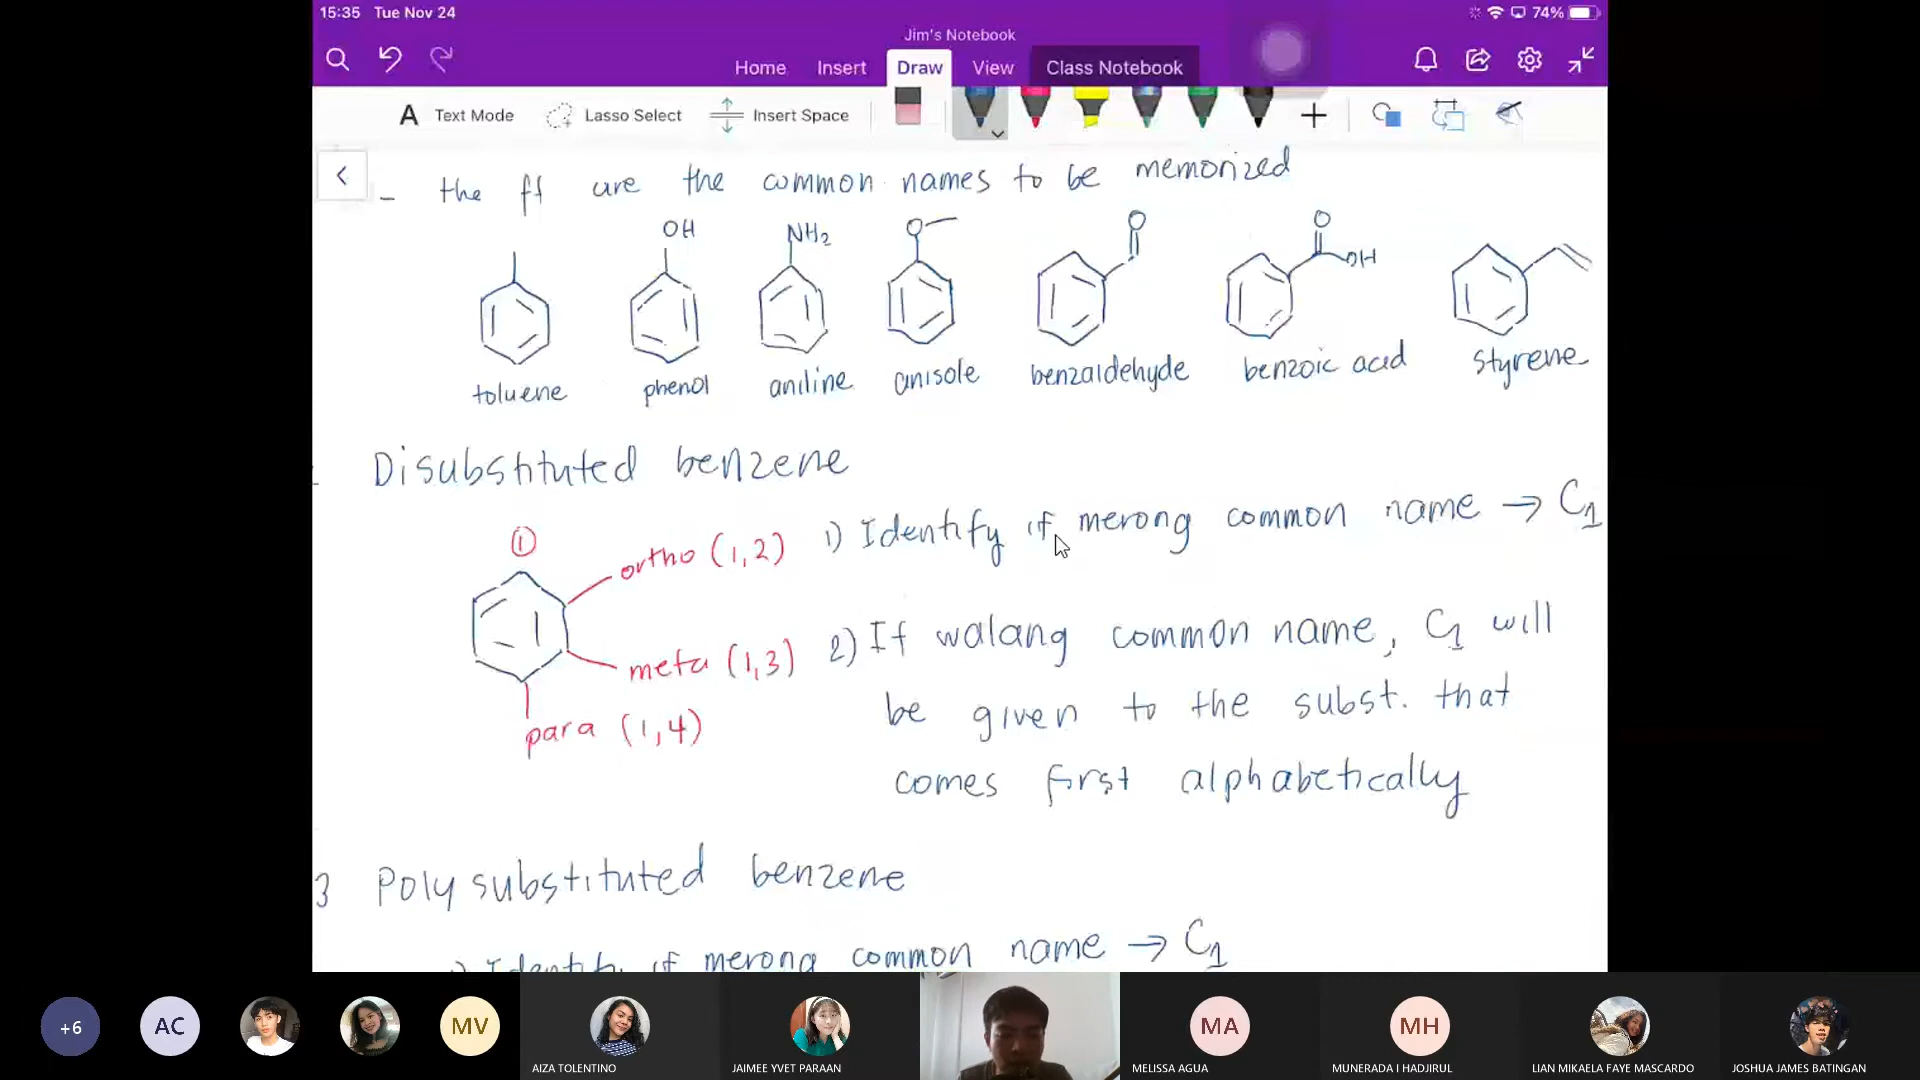 15:35 Tue Nov 24
74%
Jim's Notebook
Home Insert Draw View Class Notebook
A Text Mode Lasso Select Insert Space
- the ff are the common names to be memorized
OH NH2 O O O OH
toluene phenol aniline anisole benzaldehyde benzoic acid styrene
Disubstituted benzene
1
ortho (1,2)
meta (1,3)
para (1,4)
1) Identify if merong common name → C1
2) If walang common name, C1 will
be given to the subst. that
comes first alphabetically
3 Polysubstituted benzene
1) Identify if merong common name → C1
+6 AC MV MA MH
AIZA TOLENTINO JAIMEE YVET PARAAN MELISSA AGUA MUNERADA I HADJIRUL LIAN MIKAELA FAYE MASCARDO JOSHUA JAMES BATINGAN